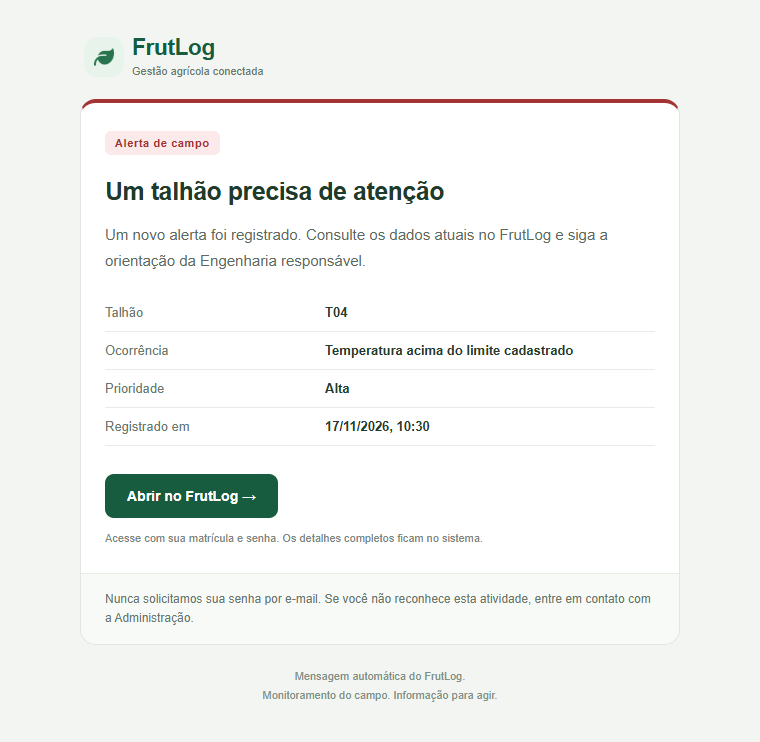 FrutLog
Gestão agrícola conectada
Alerta de campo
Um talhão precisa de atenção
Um novo alerta foi registrado. Consulte os dados atuais no FrutLog e siga a
orientação da Engenharia responsável.
Talhão T04
Ocorrência Temperatura acima do limite cadastrado
Prioridade Alta
Registrado em 17/11/2026, 10:30
Abrir no FrutLog →
Acesse com sua matrícula e senha. Os detalhes completos ficam no sistema.
Nunca solicitamos sua senha por e-mail. Se você não reconhece esta atividade, entre em contato com
a Administração.
Mensagem automática do FrutLog.
Monitoramento do campo. Informação para agir.